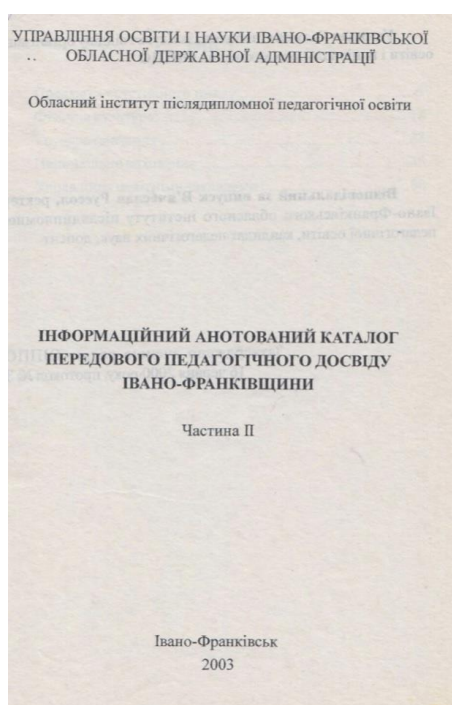 УПРАВЛІННЯ ОСВІТИ І НАУКИ ІВАНО-ФРАНКІВСЬКОЇ
ОБЛАСНОЇ ДЕРЖАВНОЇ АДМІНІСТРАЦІЇ
Обласний інститут післядипломної педагогічної освіти
ІНФОРМАЦІЙНИЙ АНОТОВАНИЙ КАТАЛОГ
ПЕРЕДОВОГО ПЕДАГОГІЧНОГО ДОСВІДУ
ІВАНО-ФРАНКІВЩИНИ
Частина ІІ
Івано-Франківськ
2003